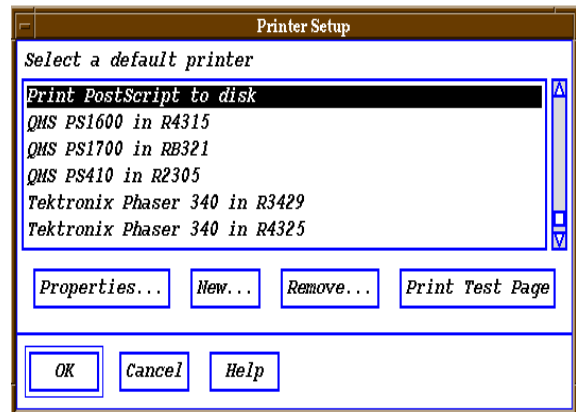 Printer Setup
Select a default printer
Print PostScript to disk
QMS PS1600 in R4315
QMS PS1700 in RB321
QMS PS410 in R2305
Tektronix Phaser 340 in R3429
Tektronix Phaser 340 in R4325
Properties... New... Remove... Print Test Page
OK Cancel Help